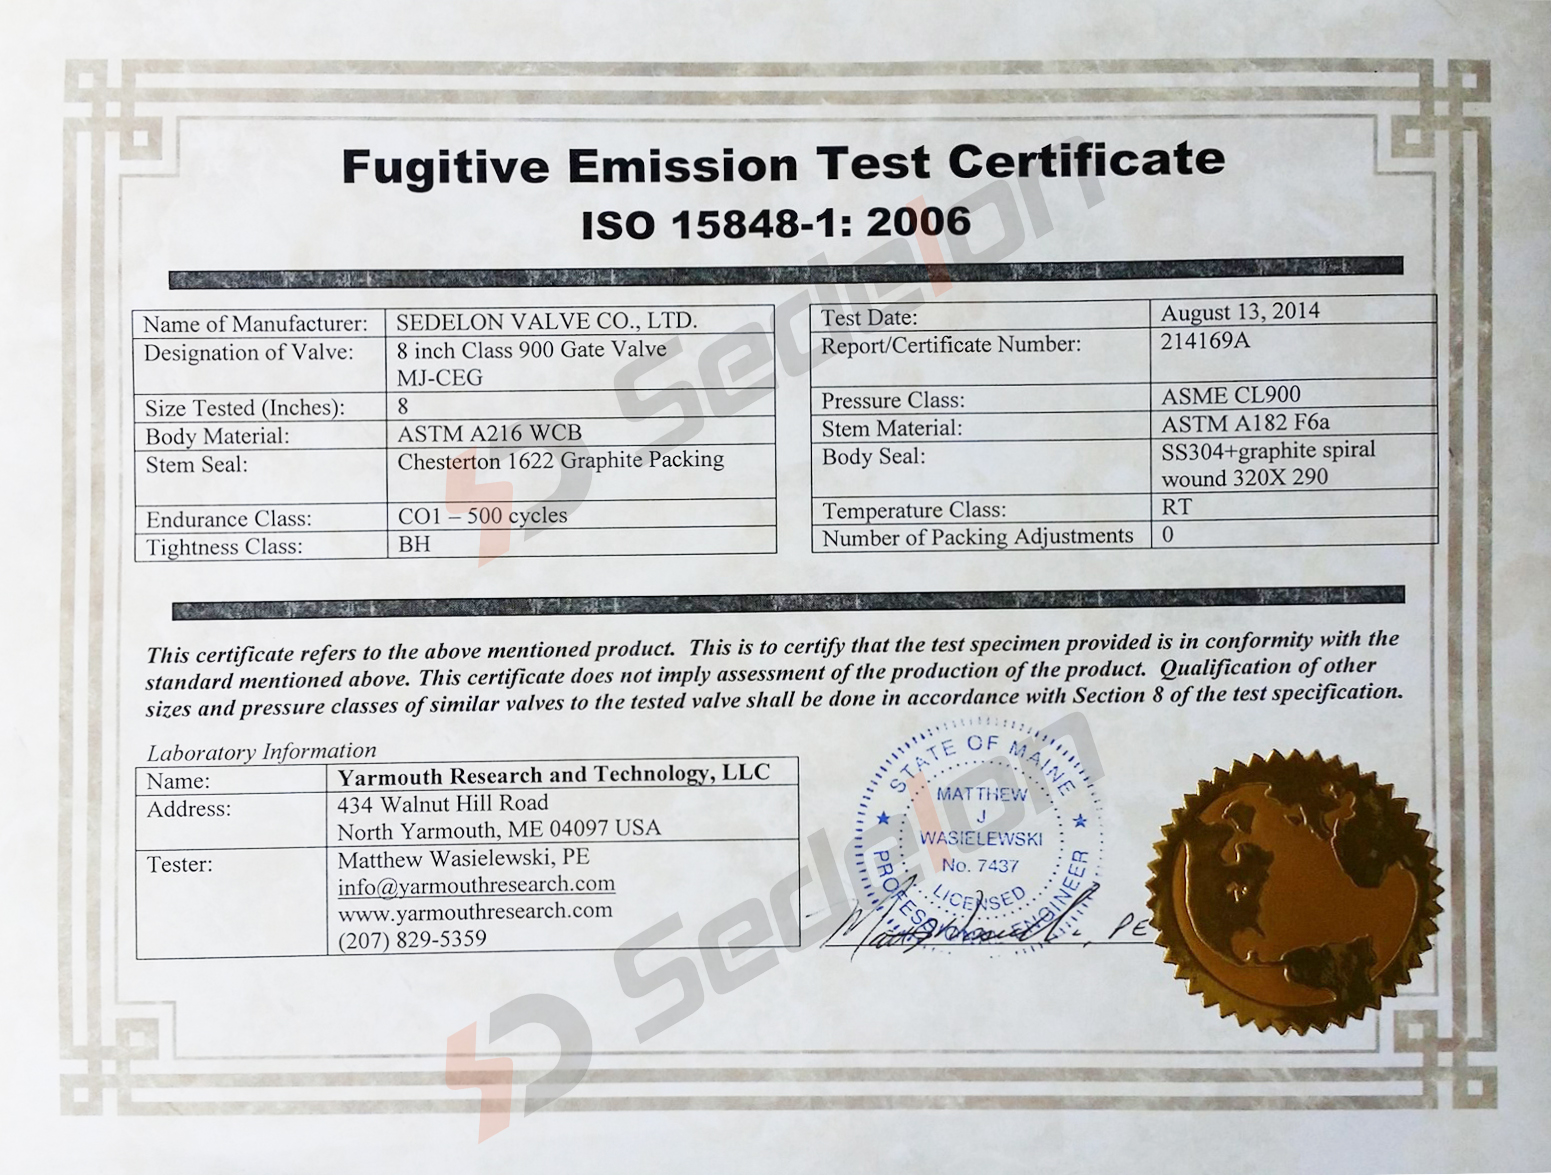 Fugitive Emission Test Certificate
ISO 15848-1: 2006
Name of Manufacturer: SEDELON VALVE CO., LTD.
Designation of Valve: 8 inch Class 900 Gate Valve
MJ-CEG
Size Tested (Inches): 8
Body Material: ASTM A216 WCB
Stem Seal: Chesterton 1622 Graphite Packing
Endurance Class: CO1 – 500 cycles
Tightness Class: BH
Test Date: August 13, 2014
Report/Certificate Number: 214169A
Pressure Class: ASME CL900
Stem Material: ASTM A182 F6a
Body Seal: SS304+graphite spiral
wound 320X 290
Temperature Class: RT
Number of Packing Adjustments 0
This certificate refers to the above mentioned product. This is to certify that the test specimen provided is in conformity with the
standard mentioned above. This certificate does not imply assessment of the production of the product. Qualification of other
sizes and pressure classes of similar valves to the tested valve shall be done in accordance with Section 8 of the test specification.
Laboratory Information
Name: Yarmouth Research and Technology, LLC
Address: 434 Walnut Hill Road
North Yarmouth, ME 04097 USA
Tester: Matthew Wasielewski, PE
info@yarmouthresearch.com
www.yarmouthresearch.com
(207) 829-5359
STATE OF MAINE
MATTHEW
J
WASIELEWSKI
No. 7437
LICENSED
PROFESSIONAL ENGINEER
, PE
Sedelon
Sedelon